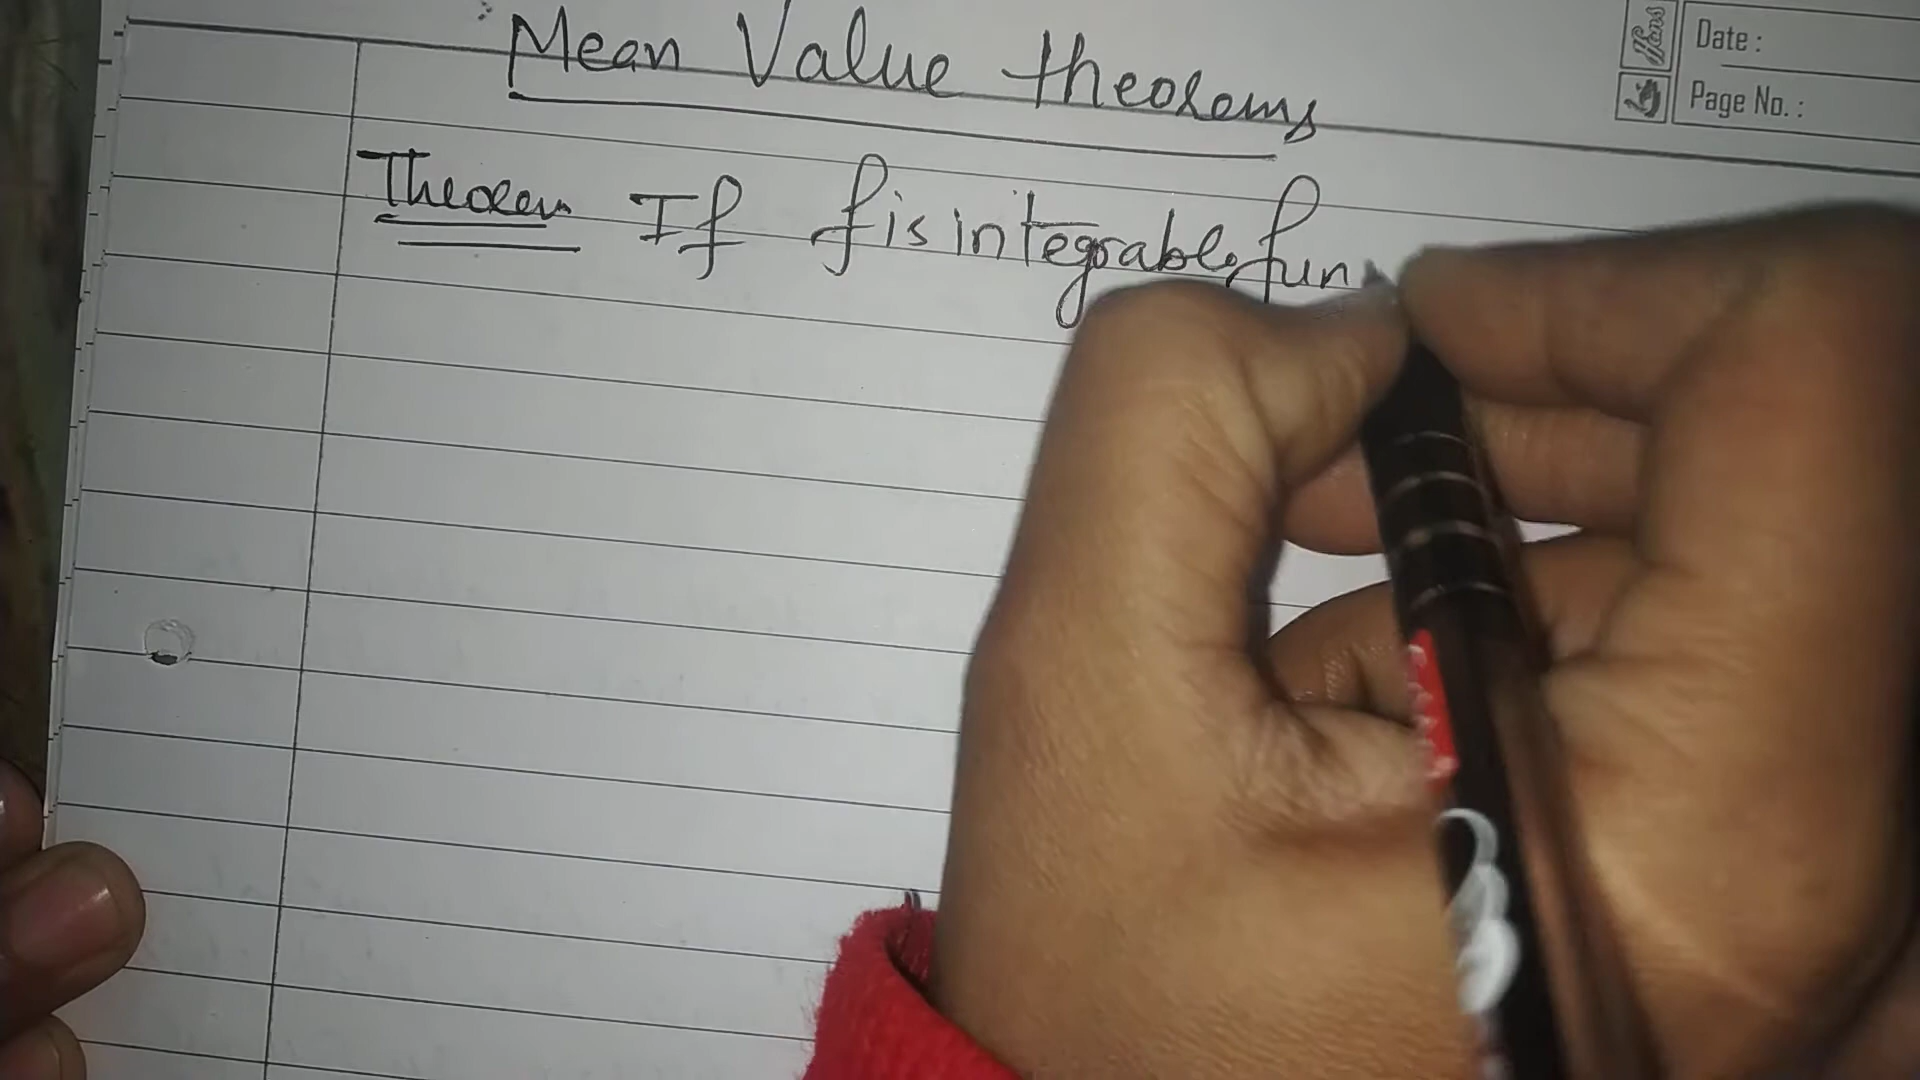 Mean Value Theorems
Date :
Page No. :
Theorem If f is integrable fun